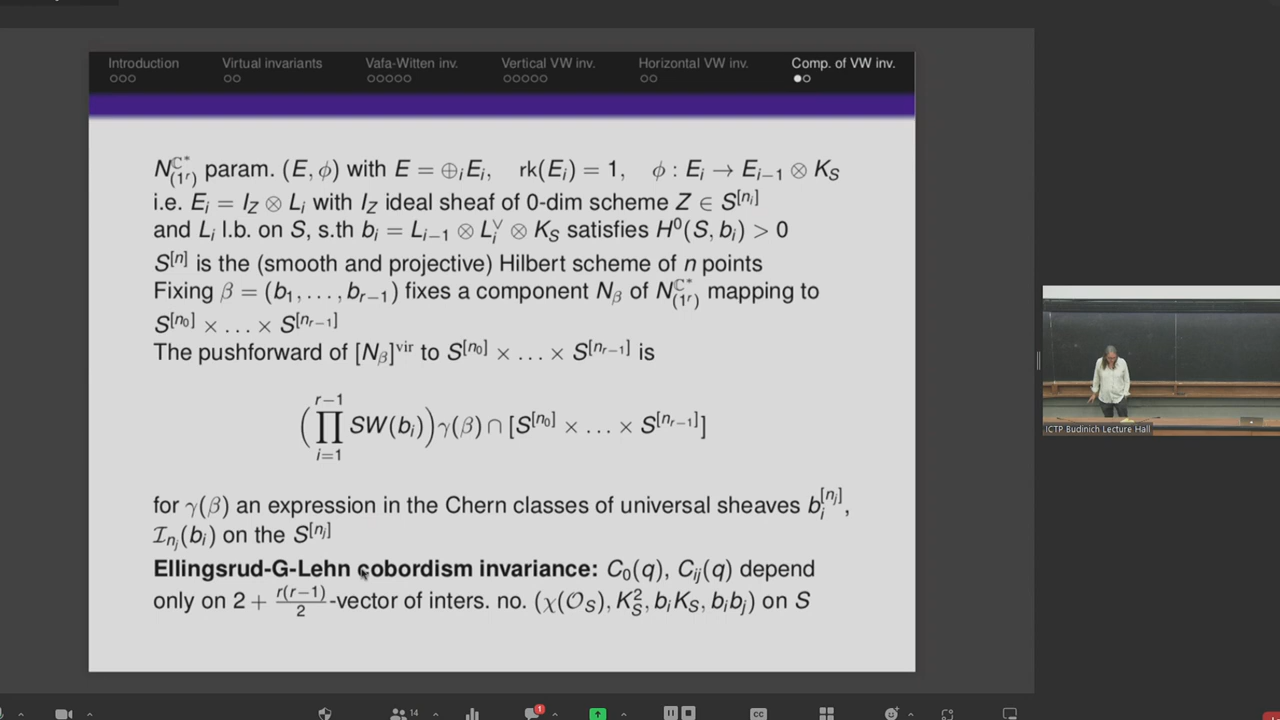 Introduction Virtual invariants Vafa-Witten inv. Vertical VW inv. Horizontal VW inv. Comp. of VW inv.
N^{ℂ*}_{(1^r)} param. (E, φ) with E = ⊕_i E_i, rk(E_i) = 1, φ : E_i → E_{i−1} ⊗ K_S
i.e. E_i = I_Z ⊗ L_i with I_Z ideal sheaf of 0-dim scheme Z ∈ S^{[n_i]}
and L_i l.b. on S, s.th b_i = L_{i−1} ⊗ L_i^∨ ⊗ K_S satisfies H^0(S, b_i) > 0
S^{[n]} is the (smooth and projective) Hilbert scheme of n points
Fixing β = (b_1, . . . , b_{r−1}) fixes a component N_β of N^{ℂ*}_{(1^r)} mapping to
S^{[n_0]} × . . . × S^{[n_{r−1}]}
The pushforward of [N_β]^{vir} to S^{[n_0]} × . . . × S^{[n_{r−1}]} is
(∏_{i=1}^{r−1} SW(b_i)) γ(β) ∩ [S^{[n_0]} × . . . × S^{[n_{r−1}]}]
for γ(β) an expression in the Chern classes of universal sheaves b_i^{[n_j]},
𝓘_{n_j}(b_i) on the S^{[n_j]}
Ellingsrud-G-Lehn cobordism invariance: C_0(q), C_{ij}(q) depend
only on 2 + r(r−1)/2-vector of inters. no. (χ(𝒪_S), K_S^2, b_iK_S, b_ib_j) on S
ICTP Budinich Lecture Hall
14
1
CC